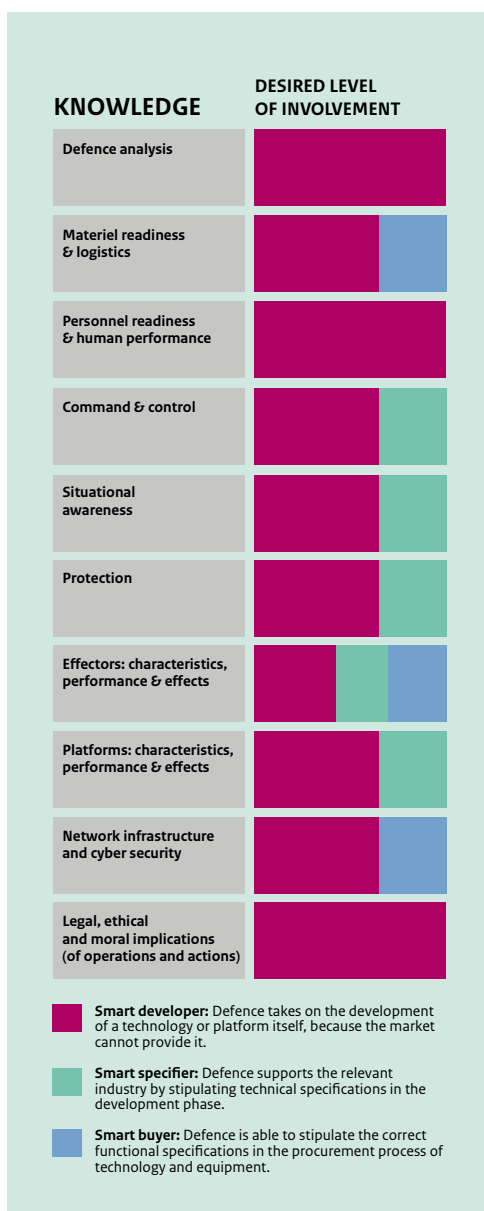 KNOWLEDGE
DESIRED LEVEL
OF INVOLVEMENT
Defence analysis
Materiel readiness
& logistics
Personnel readiness
& human performance
Command & control
Situational
awareness
Protection
Effectors: characteristics,
performance & effects
Platforms: characteristics,
performance & effects
Network infrastructure
and cyber security
Legal, ethical
and moral implications
(of operations and actions)
Smart developer: Defence takes on the development
of a technology or platform itself, because the market
cannot provide it.
Smart specifier: Defence supports the relevant
industry by stipulating technical specifications in the
development phase.
Smart buyer: Defence is able to stipulate the correct
functional specifications in the procurement process of
technology and equipment.